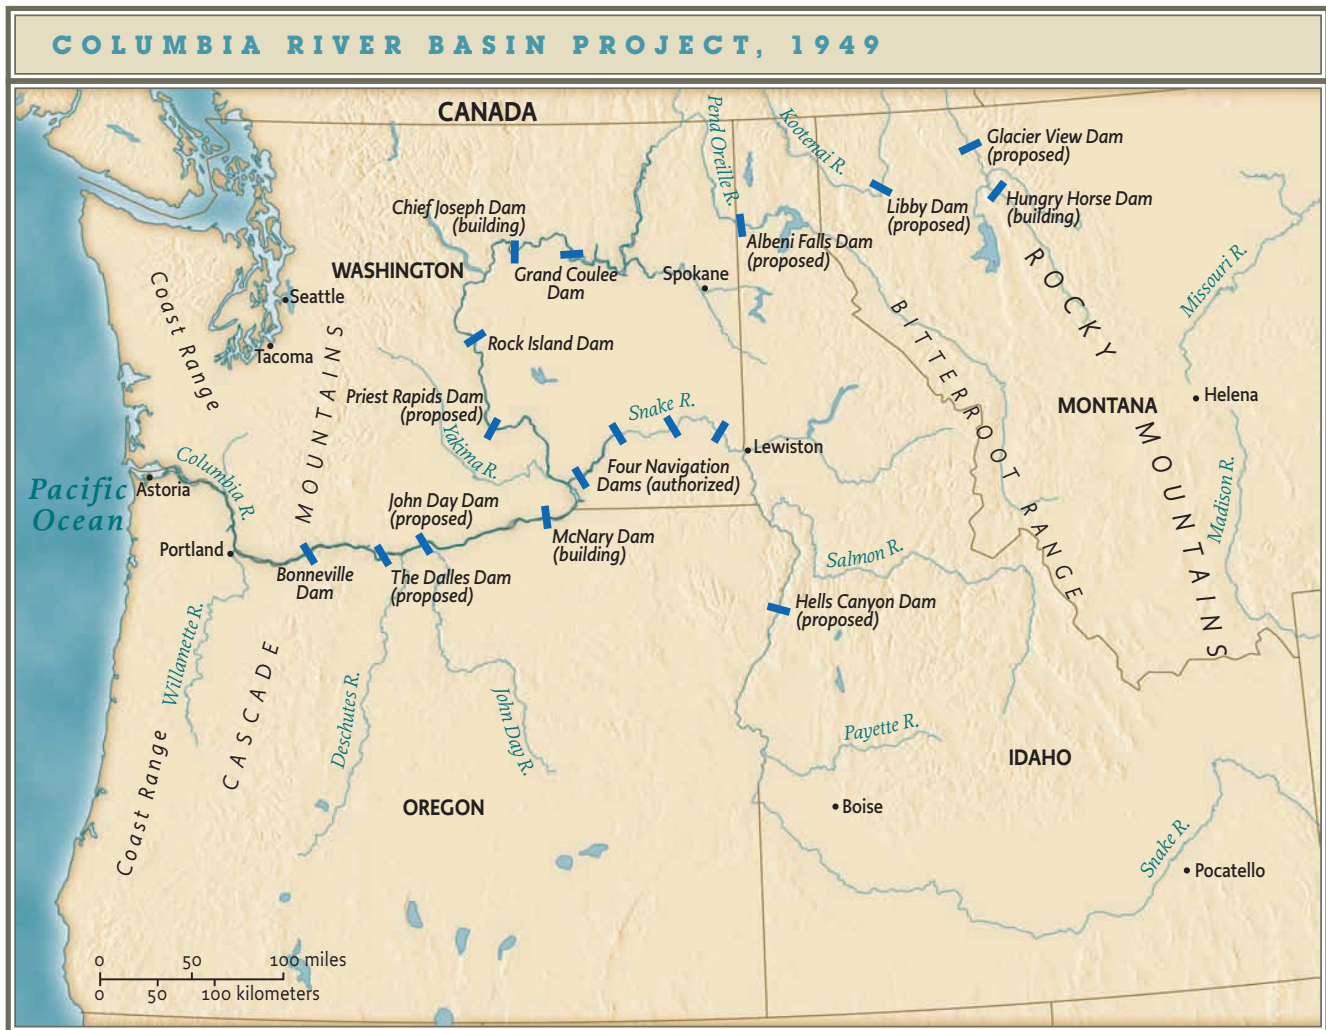 COLUMBIA RIVER BASIN PROJECT, 1949
CANADA
Pend Oreille R.
Kootenai R.
Glacier View Dam
(proposed)
Hungry Horse Dam
(building)
Libby Dam
(proposed)
Chief Joseph Dam
(building)
Albeni Falls Dam
(proposed)
WASHINGTON
Grand Coulee
Dam
Spokane
Seattle
Coast Range
ROCKY
Missouri R.
BITTERROOT RANGE
Rock Island Dam
Tacoma
MOUNTAINS
Priest Rapids Dam
(proposed)
Snake R.
Helena
MONTANA
MOUNTAINS
Yakima R.
Lewiston
Columbia R.
Four Navigation
Dams (authorized)
Pacific
Ocean
Astoria
John Day Dam
(proposed)
Madison R.
McNary Dam
(building)
Portland
Salmon R.
Bonneville
Dam
The Dalles Dam
(proposed)
Hells Canyon Dam
(proposed)
Willamette R.
CASCADE
Deschutes R.
John Day R.
Payette R.
IDAHO
Coast Range
OREGON
Boise
Snake R.
Pocatello
0 50 100 miles
0 50 100 kilometers